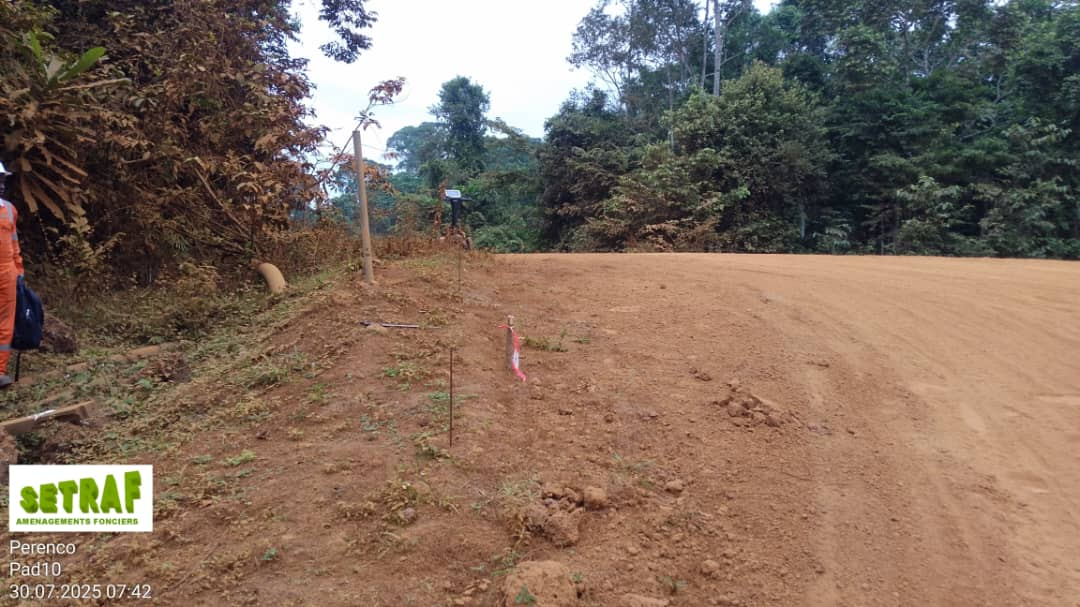 SETRAF
AMENAGEMENTS FONCIERS
Perenco
Pad10
30.07.2025 07:42